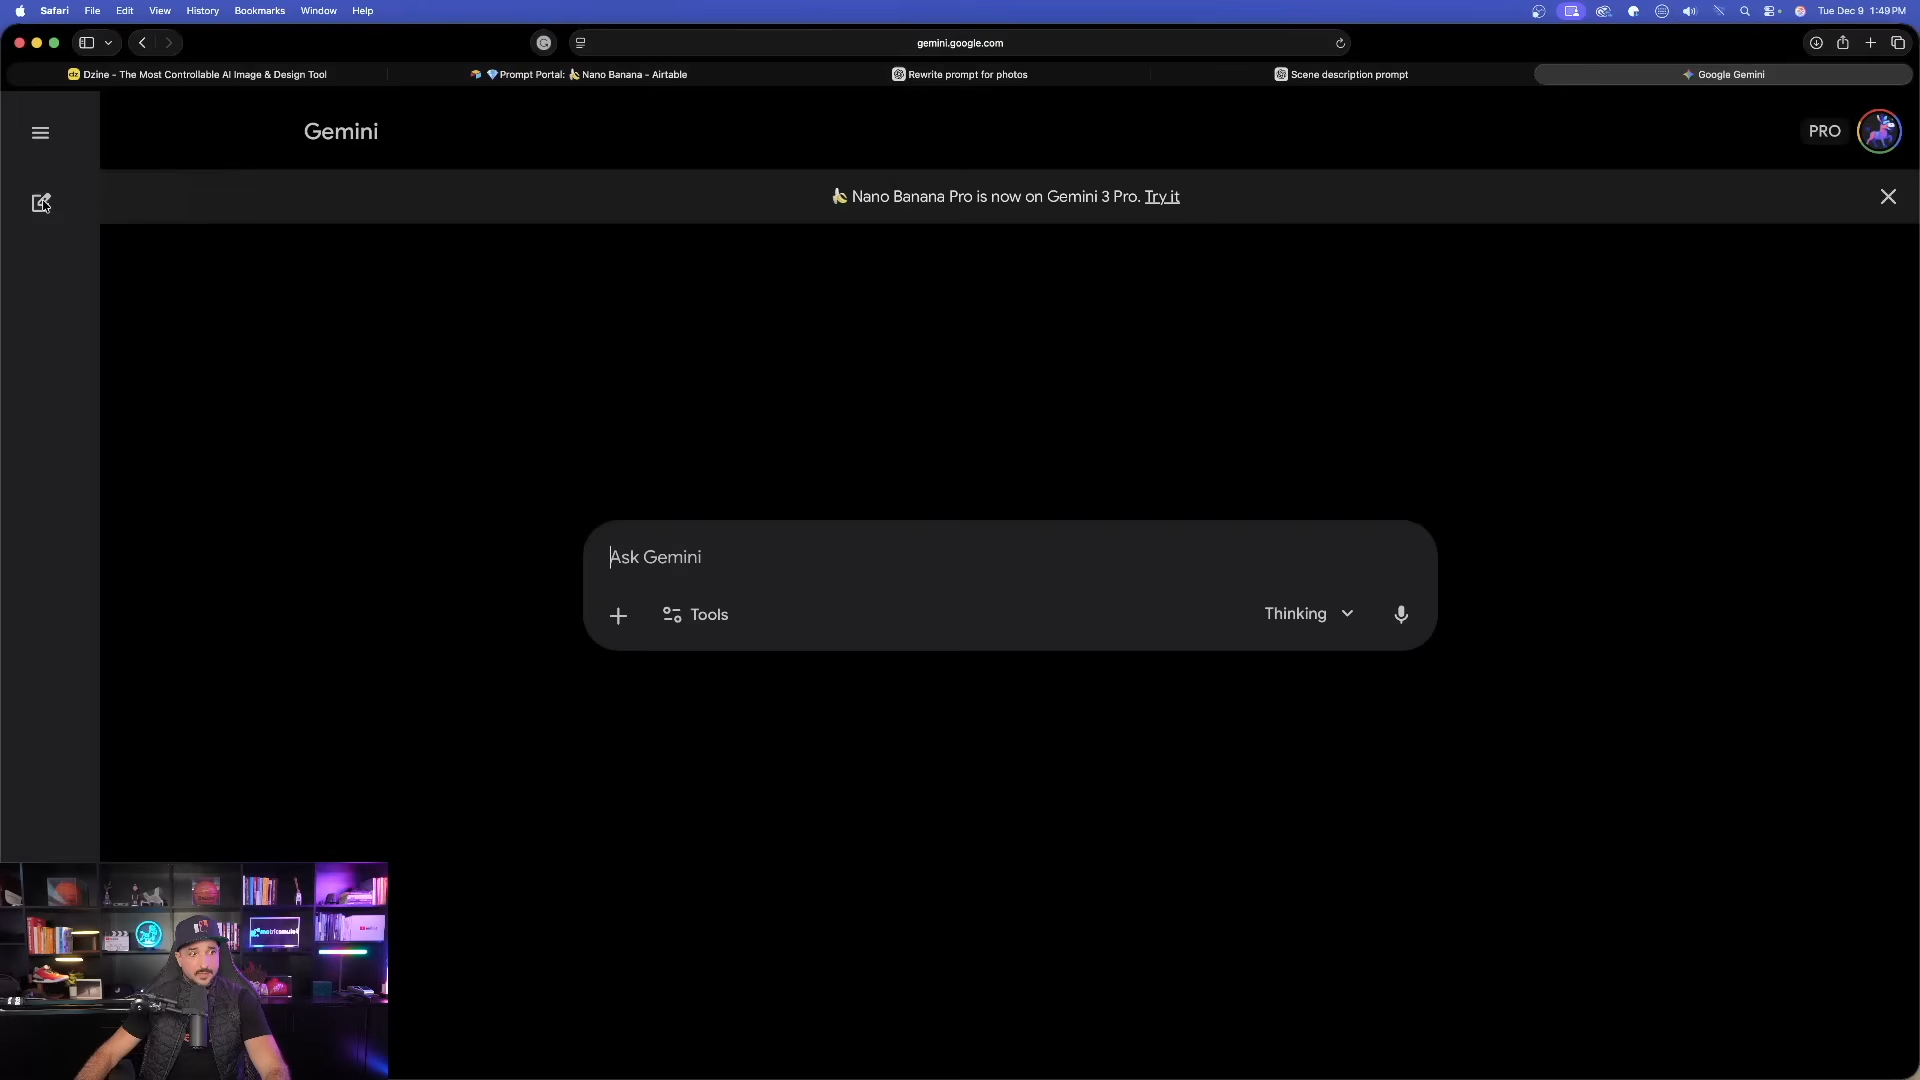 Safari File Edit View History Bookmarks Window Help Tue Dec 9 1:49 PM
gemini.google.com
dz Dzine - The Most Controllable AI Image & Design Tool
💎Prompt Portal: 🍌Nano Banana - Airtable
Rewrite prompt for photos
Scene description prompt
Google Gemini
Gemini
PRO
🍌 Nano Banana Pro is now on Gemini 3 Pro. Try it
Ask Gemini
Tools
Thinking